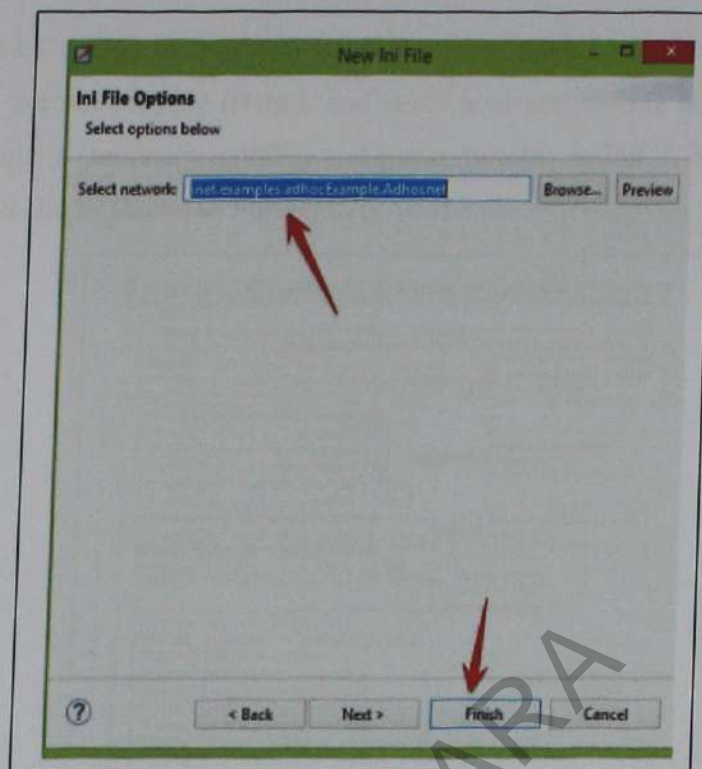 New Ini File
Ini File Options
Select options below
Select network: inet.examples.adhocExample.Adhocnet Browse... Preview
? < Back Next > Finish Cancel
ARA